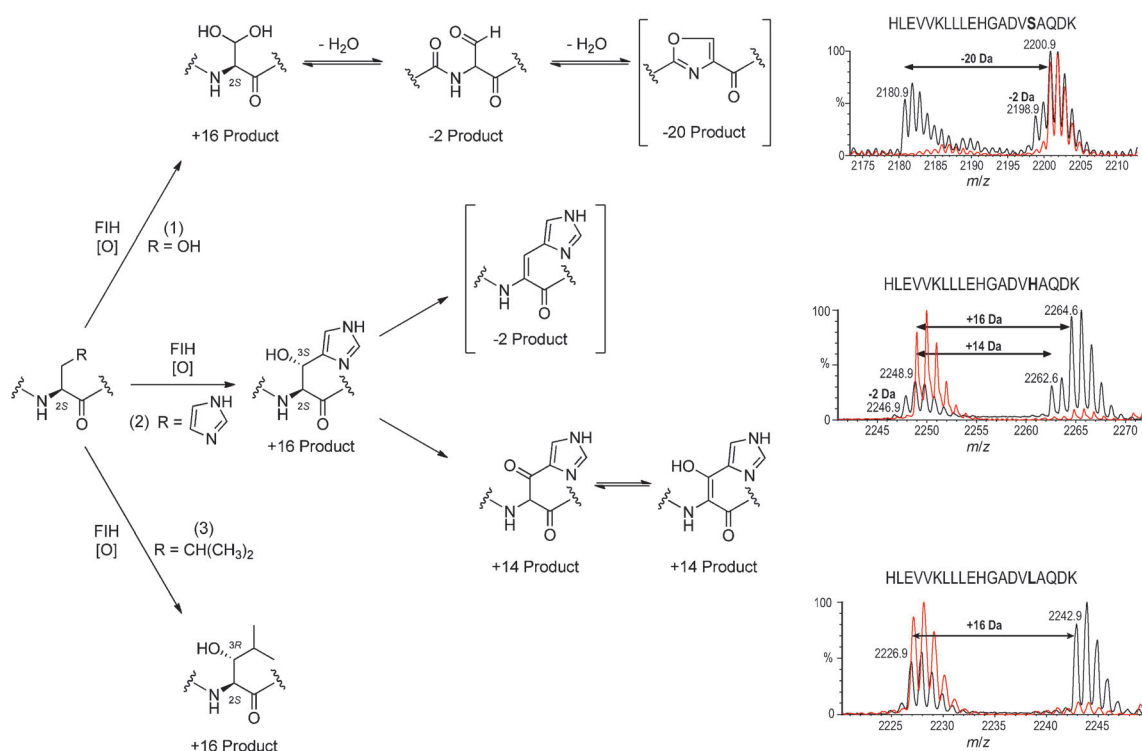 HO OH
N
H
2S
O
+16 Product
- H2O
O
O
N
H
O
-2 Product
- H2O
O
N
O
-20 Product
HLEVVKLLLEHGADVSAQDK
100
%
0
2200.9
-20 Da
2180.9
-2 Da
2198.9
2175 2180 2185 2190 2195 2200 2205 2210
m/z
FIH
[O]
(1)
R = OH
NH
N
N
H
O
-2 Product
R
N
H
2S
O
FIH
[O]
(2) R =
NH
N
NH
HO
3S
N
N
H
2S
O
+16 Product
HLEVVKLLLEHGADVHAQDK
100
%
0
2264.6
+16 Da
+14 Da
2248.9
-2 Da
2246.9
2262.6
2245 2250 2255 2260 2265 2270
m/z
NH
O
N
N
H
O
+14 Product
NH
HO
N
N
H
O
+14 Product
FIH
[O]
(3)
R = CH(CH3)2
HO
3R
N
H
2S
O
+16 Product
HLEVVKLLLEHGADVLAQDK
100
%
0
2242.9
+16 Da
2226.9
2225 2230 2235 2240 2245
m/z